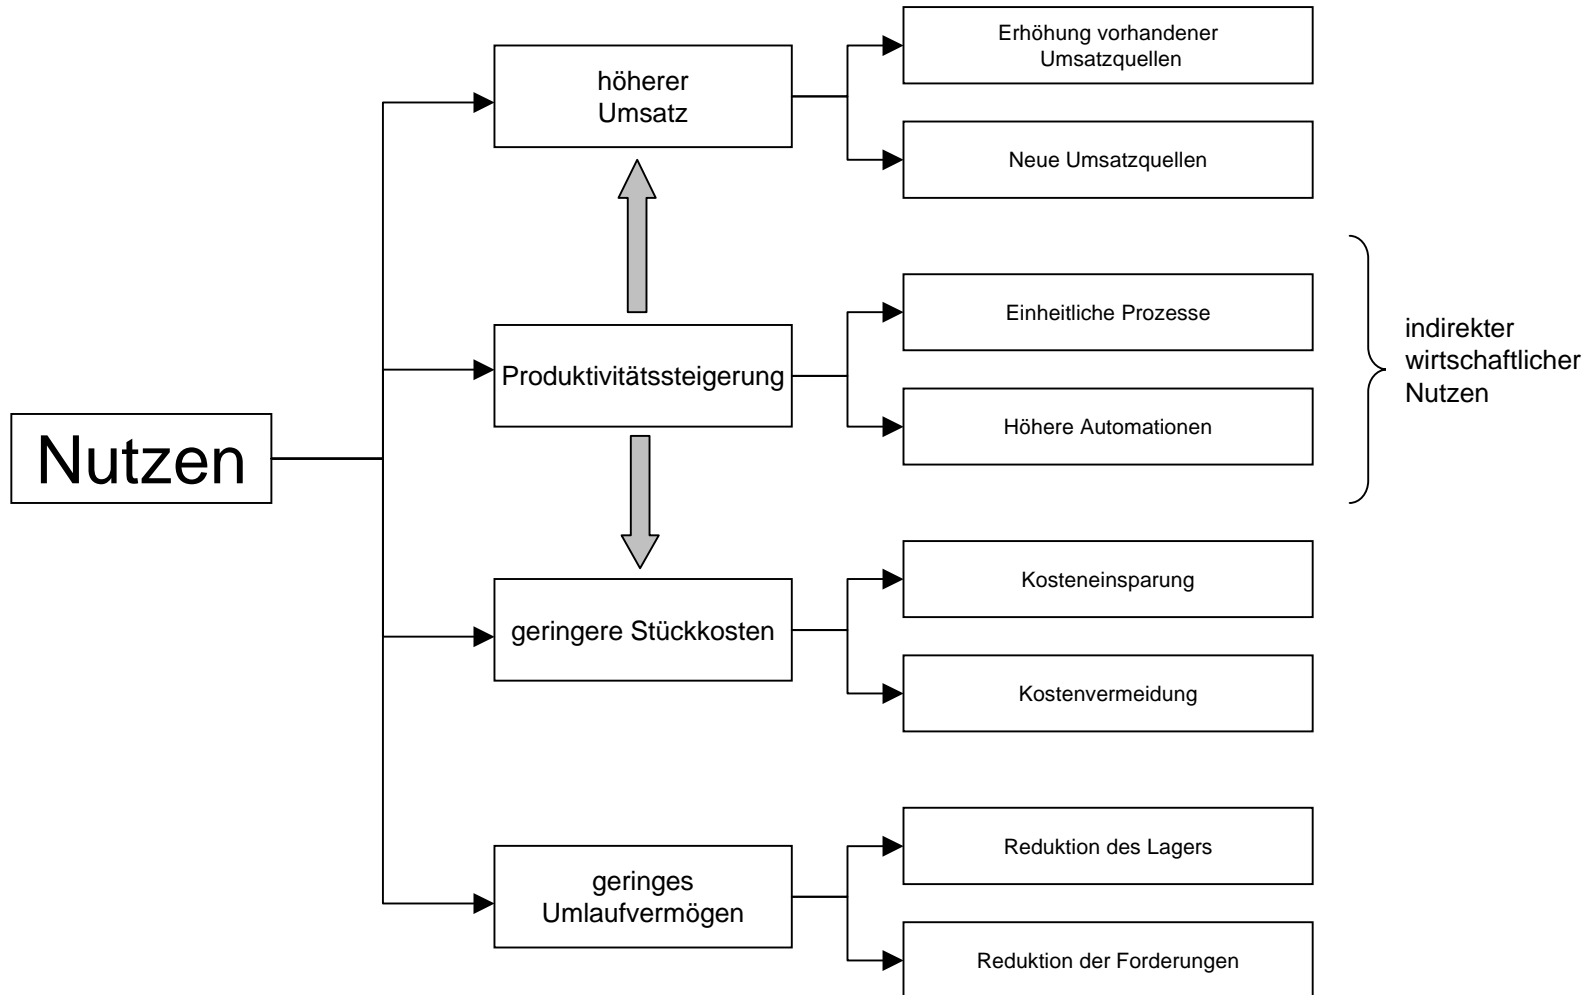 Erhöhung vorhandener
Umsatzquellen
höherer
Umsatz
Neue Umsatzquellen
Einheitliche Prozesse
Produktivitätssteigerung
Höhere Automationen
indirekter
wirtschaftlicher
Nutzen
Nutzen
Kosteneinsparung
geringere Stückkosten
Kostenvermeidung
Reduktion des Lagers
geringes
Umlaufvermögen
Reduktion der Forderungen